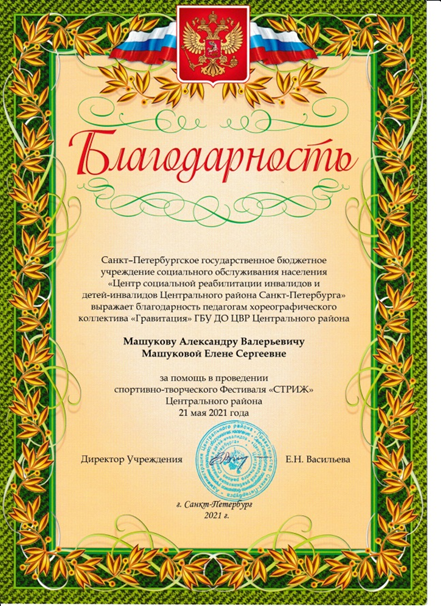 Благодарность
Санкт–Петербургское государственное бюджетное
учреждение социального обслуживания населения
«Центр социальной реабилитации инвалидов и
детей-инвалидов Центрального района Санкт-Петербурга»
выражает благодарность педагогам хореографического
коллектива «Гравитация» ГБУ ДО ЦВР Центрального района
Машукову Александру Валерьевичу
Машуковой Елене Сергеевне
за помощь в проведении
спортивно-творческого Фестиваля «СТРИЖ»
Центрального района
21 мая 2021 года
Директор Учреждения Е.Н. Васильева
г. Санкт-Петербург
2021 г.